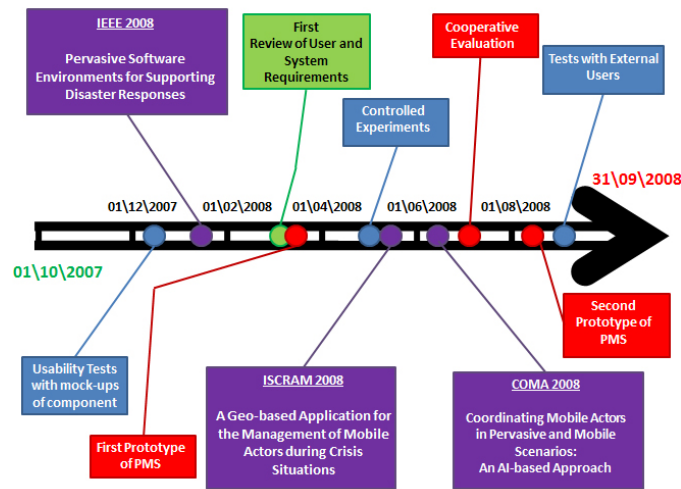 IEEE 2008
Pervasive Software
Environments for Supporting
Disaster Responses
First
Review of User and
System
Requirements
Controlled
Experiments
Cooperative
Evaluation
Tests with External
Users
01\12\2007
01\02\2008
01\04\2008
01\06\2008
01\08\2008
31\09\2008
01\10\2007
Usability Tests
with mock-ups
of component
First Prototype
of PMS
ISCRAM 2008
A Geo-based Application for
the Management of Mobile
Actors during Crisis
Situations
COMA 2008
Coordinating Mobile Actors
in Pervasive and Mobile
Scenarios:
An AI-based Approach
Second
Prototype of
PMS